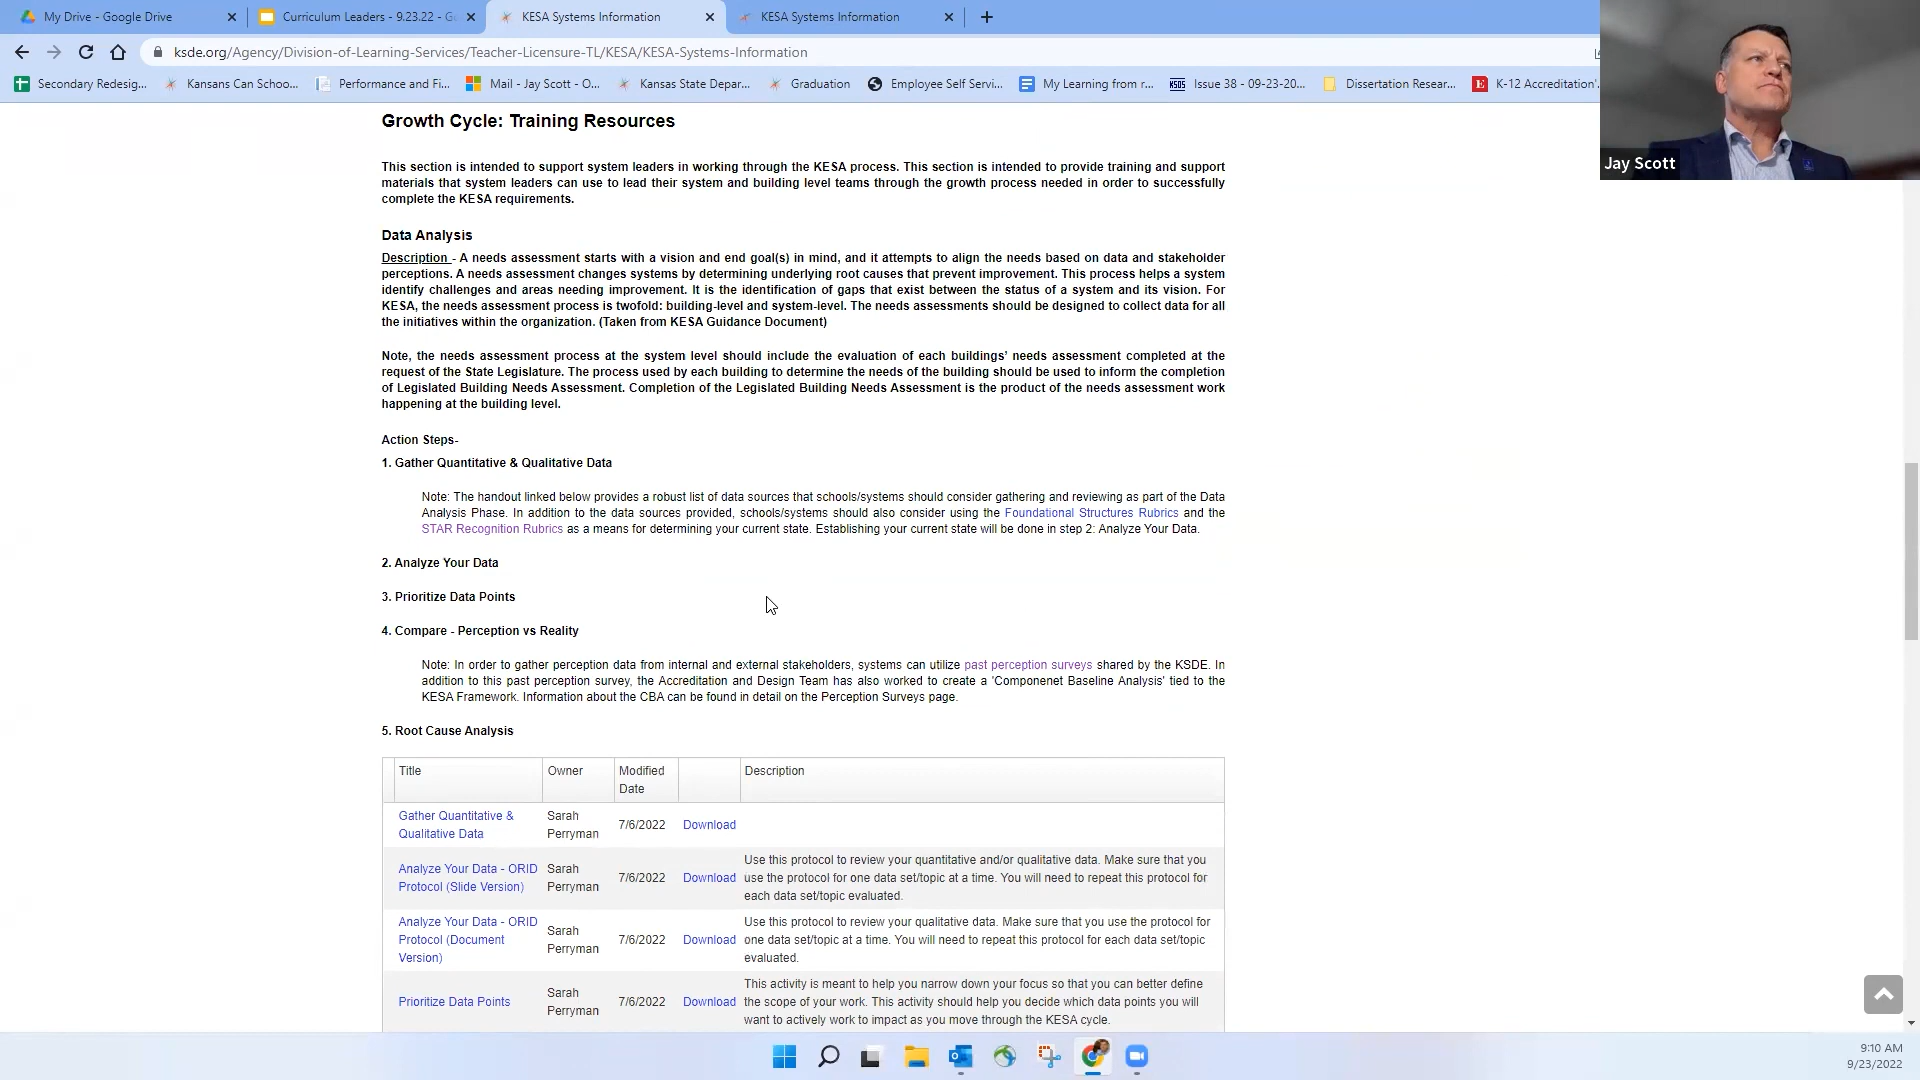 My Drive - Google Drive
Curriculum Leaders - 9.23.22 - Go
KESA Systems Information
KESA Systems Information
ksde.org/Agency/Division-of-Learning-Services/Teacher-Licensure-TL/KESA/KESA-Systems-Information
Secondary Redesig...
Kansans Can School...
Performance and Fi...
Mail - Jay Scott - O...
Kansas State Depar...
Graduation
Employee Self Servi...
My Learning from r...
KSDS
Issue 38 - 09-23-20...
Dissertation Resear...
K-12 Accreditation'
Jay Scott
Growth Cycle: Training Resources
This section is intended to support system leaders in working through the KESA process. This section is intended to provide training and support
materials that system leaders can use to lead their system and building level teams through the growth process needed in order to successfully
complete the KESA requirements.
Data Analysis
Description - A needs assessment starts with a vision and end goal(s) in mind, and it attempts to align the needs based on data and stakeholder
perceptions. A needs assessment changes systems by determining underlying root causes that prevent improvement. This process helps a system
identify challenges and areas needing improvement. It is the identification of gaps that exist between the status of a system and its vision. For
KESA, the needs assessment process is twofold: building-level and system-level. The needs assessments should be designed to collect data for all
the initiatives within the organization. (Taken from KESA Guidance Document)
Note, the needs assessment process at the system level should include the evaluation of each buildings' needs assessment completed at the
request of the State Legislature. The process used by each building to determine the needs of the building should be used to inform the completion
of Legislated Building Needs Assessment. Completion of the Legislated Building Needs Assessment is the product of the needs assessment work
happening at the building level.
Action Steps-
1. Gather Quantitative & Qualitative Data
Note: The handout linked below provides a robust list of data sources that schools/systems should consider gathering and reviewing as part of the Data
Analysis Phase. In addition to the data sources provided, schools/systems should also consider using the Foundational Structures Rubrics and the
STAR Recognition Rubrics as a means for determining your current state. Establishing your current state will be done in step 2: Analyze Your Data.
2. Analyze Your Data
3. Prioritize Data Points
4. Compare - Perception vs Reality
Note: In order to gather perception data from internal and external stakeholders, systems can utilize past perception surveys shared by the KSDE. In
addition to this past perception survey, the Accreditation and Design Team has also worked to create a 'Componenet Baseline Analysis' tied to the
KESA Framework. Information about the CBA can be found in detail on the Perception Surveys page.
5. Root Cause Analysis
Title
Owner
Modified
Date
Description
Gather Quantitative &
Qualitative Data
Sarah
Perryman
7/6/2022
Download
Analyze Your Data - ORID
Protocol (Slide Version)
Sarah
Perryman
7/6/2022
Download
Use this protocol to review your quantitative and/or qualitative data. Make sure that you
use the protocol for one data set/topic at a time. You will need to repeat this protocol for
each data set/topic evaluated.
Analyze Your Data - ORID
Protocol (Document
Version)
Sarah
Perryman
7/6/2022
Download
Use this protocol to review your qualitative data. Make sure that you use the protocol for
one data set/topic at a time. You will need to repeat this protocol for each data set/topic
evaluated.
Prioritize Data Points
Sarah
Perryman
7/6/2022
Download
This activity is meant to help you narrow down your focus so that you can better define
the scope of your work. This activity should help you decide which data points you will
want to actively work to impact as you move through the KESA cycle.
9:10 AM
9/23/2022